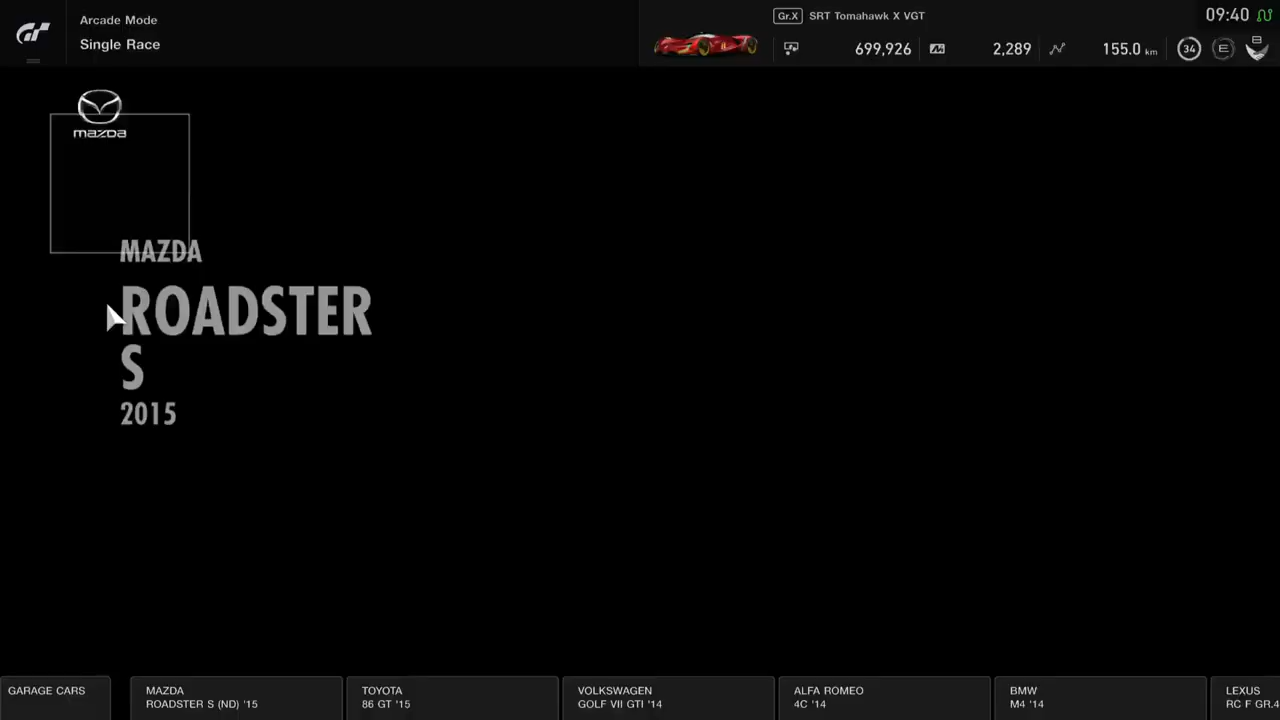 Arcade Mode
Single Race
Gr.X SRT Tomahawk X VGT
09:40
699,926
2,289
155.0 km
34
E
mazda
MAZDA
ROADSTER
S
2015
GARAGE CARS
MAZDA
ROADSTER S (ND) '15
TOYOTA
86 GT '15
VOLKSWAGEN
GOLF VII GTI '14
ALFA ROMEO
4C '14
BMW
M4 '14
LEXUS
RC F GR.4